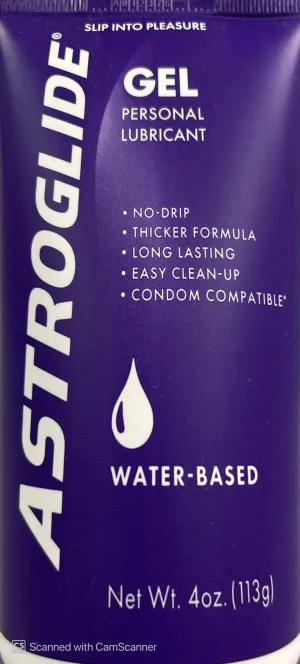 SLIP INTO PLEASURE
ASTROGLIDE®
GEL
PERSONAL
LUBRICANT
• NO-DRIP
• THICKER FORMULA
• LONG LASTING
• EASY CLEAN-UP
• CONDOM COMPATIBLE*
WATER-BASED
Net Wt. 4oz. (113g)
CS Scanned with CamScanner